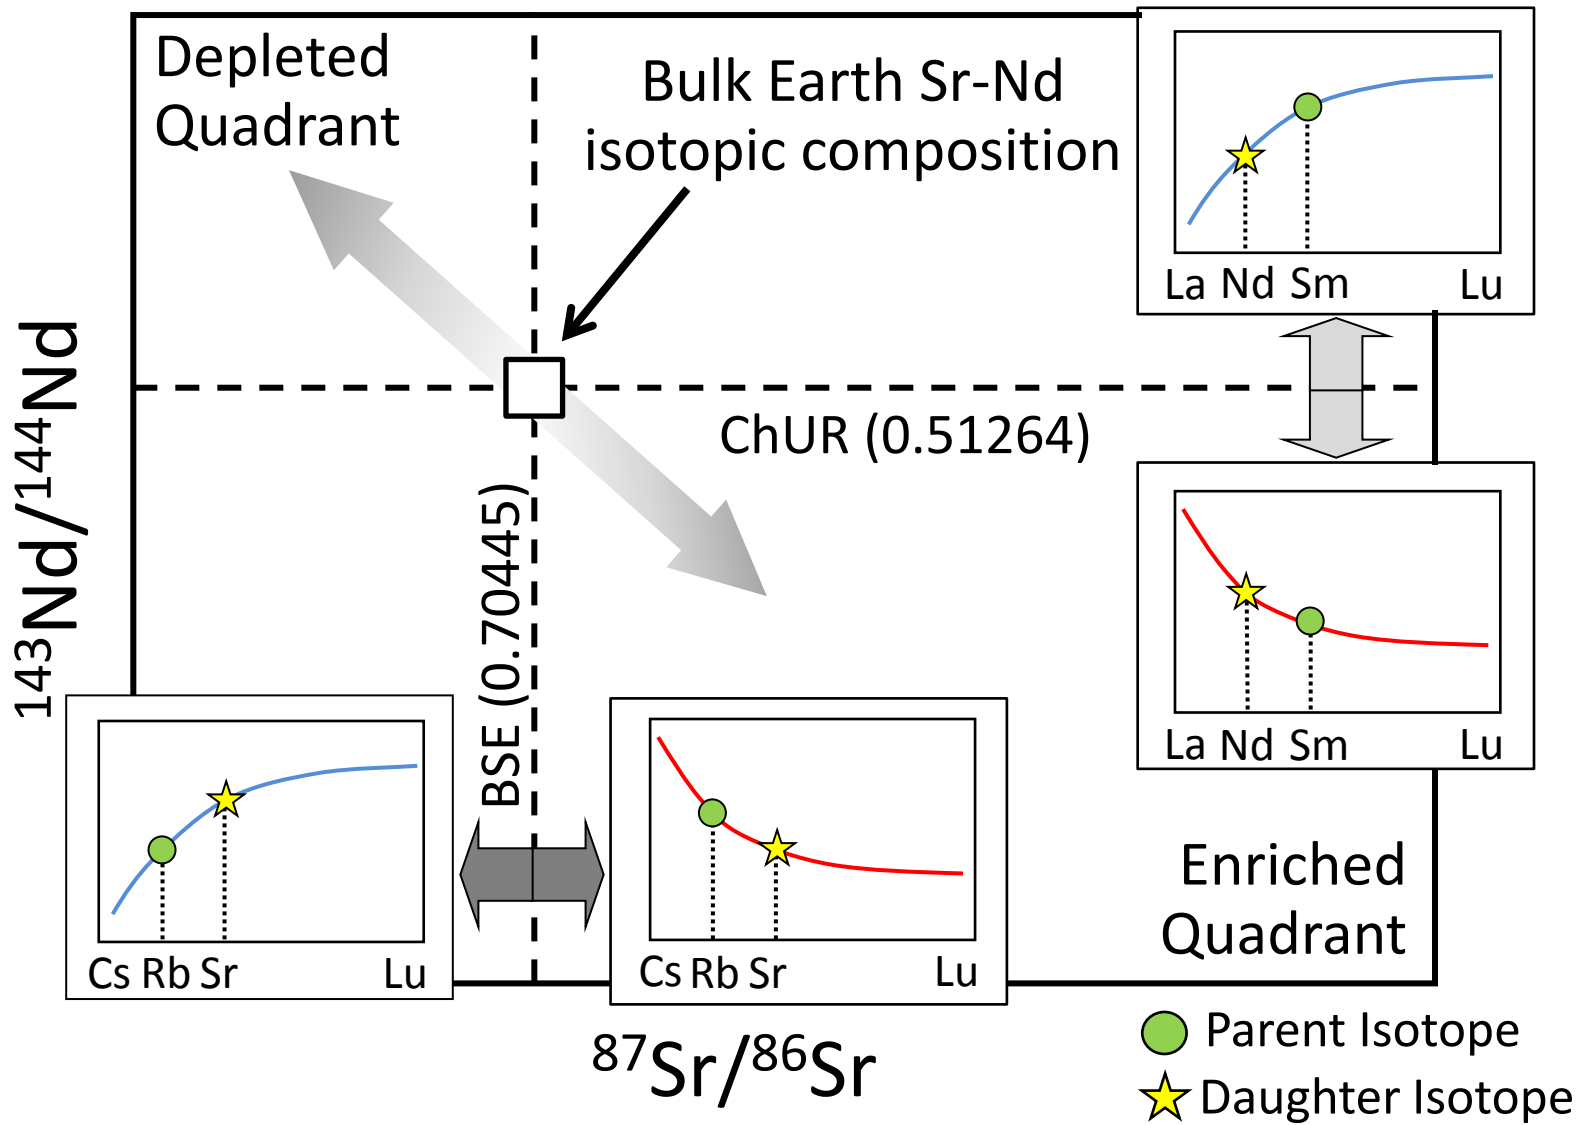 Depleted
Quadrant
Bulk Earth Sr-Nd
isotopic composition
La Nd Sm Lu
¹⁴³Nd/¹⁴⁴Nd
ChUR (0.51264)
BSE (0.70445)
La Nd Sm Lu
Enriched
Quadrant
Cs Rb Sr Lu
Cs Rb Sr Lu
⁸⁷Sr/⁸⁶Sr
Parent Isotope
Daughter Isotope